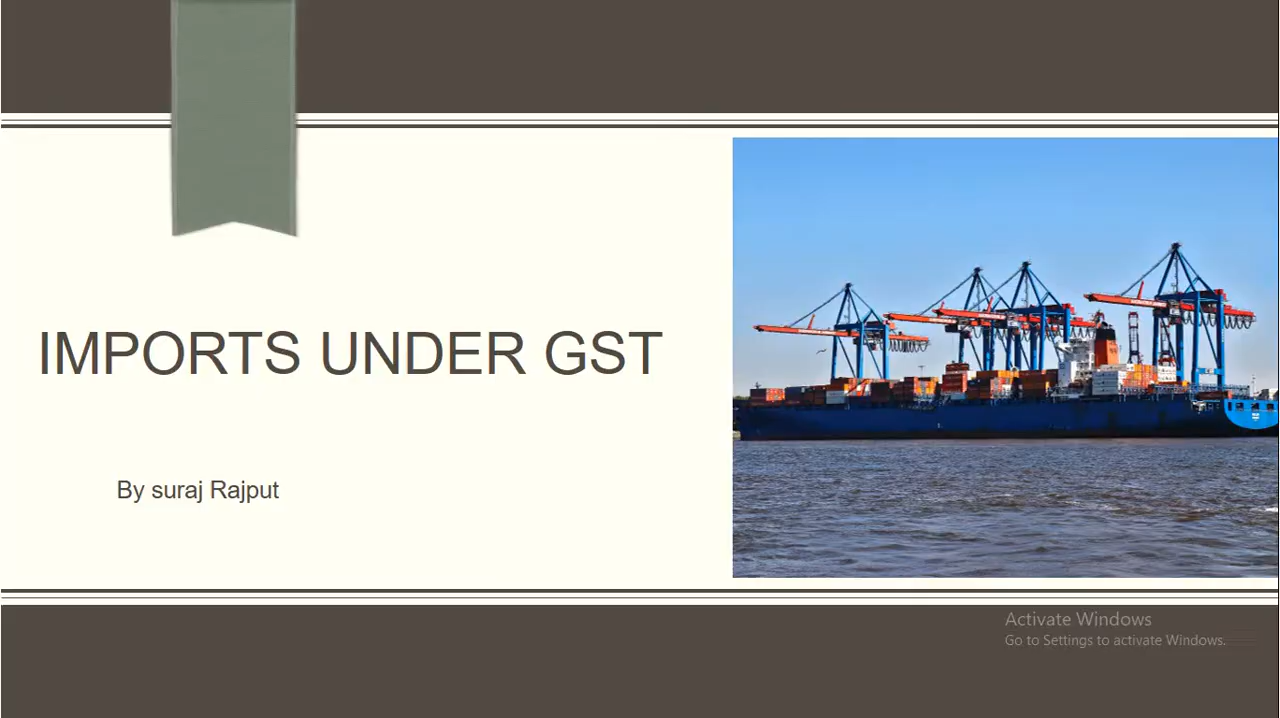 IMPORTS UNDER GST
By suraj Rajput
Activate Windows
Go to Settings to activate Windows.